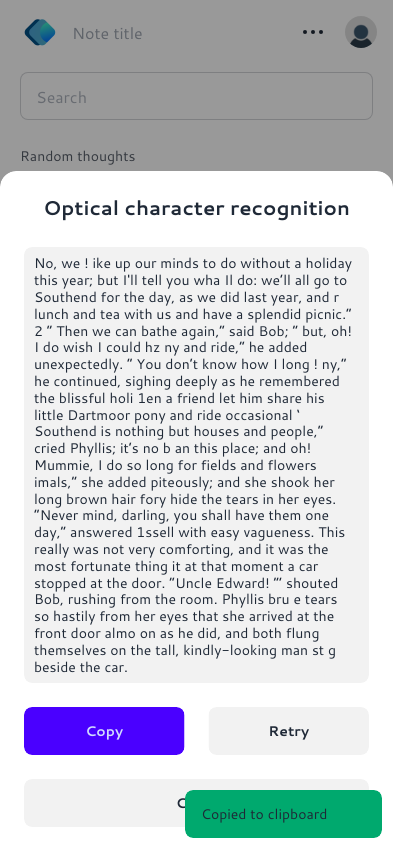 Note title
Search
Random thoughts
Optical character recognition
No, we ! ike up our minds to do without a holiday
this year; but I'll tell you wha Il do: we’ll all go to
Southend for the day, as we did last year, and r
lunch and tea with us and have a splendid picnic.”
2 “ Then we can bathe again,” said Bob; “ but, oh!
I do wish I could hz ny and ride,” he added
unexpectedly. “ You don’t know how I long ! ny,”
he continued, sighing deeply as he remembered
the blissful holi 1en a friend let him share his
little Dartmoor pony and ride occasional ‘
Southend is nothing but houses and people,”
cried Phyllis; it’s no b an this place; and oh!
Mummie, I do so long for fields and flowers
imals,” she added piteously; and she shook her
long brown hair fory hide the tears in her eyes.
“Never mind, darling, you shall have them one
day,” answered 1ssell with easy vagueness. This
really was not very comforting, and it was the
most fortunate thing it at that moment a car
stopped at the door. “Uncle Edward! “‘ shouted
Bob, rushing from the room. Phyllis bru e tears
so hastily from her eyes that she arrived at the
front door almo on as he did, and both flung
themselves on the tall, kindly-looking man st g
beside the car.
Copy
Retry
Copied to clipboard